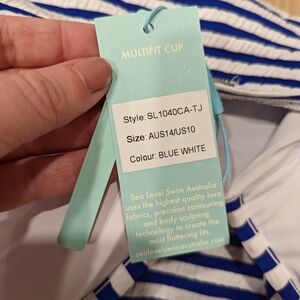 MULTIFIT CUP
Style: SL1040CA-TJ
Size: AUS14/US10
Colour: BLUE WHITE
Sea Level Swim Australia
uses the highest quality luxe
fabrics, precision contouring
and body sculpting
technology to create the
most flattering fits
sealevelswimaustralia.com